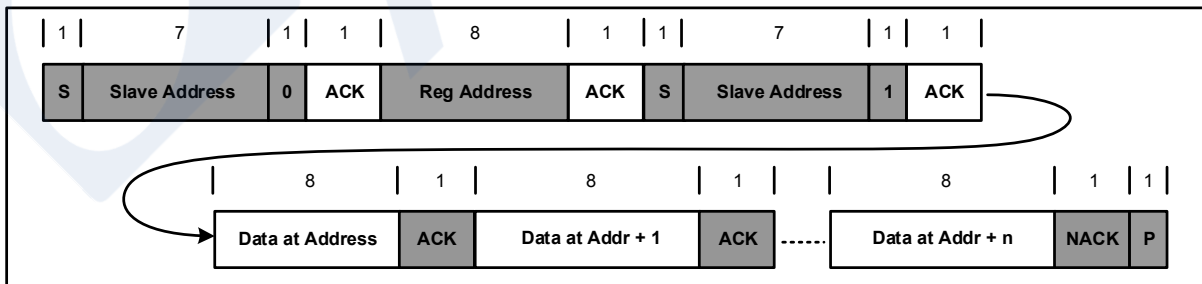 1 7 1 1 8 1 1 7 1 1
S Slave Address 0 ACK Reg Address ACK S Slave Address 1 ACK
8 1 8 1 8 1 1
Data at Address ACK Data at Addr + 1 ACK Data at Addr + n NACK P